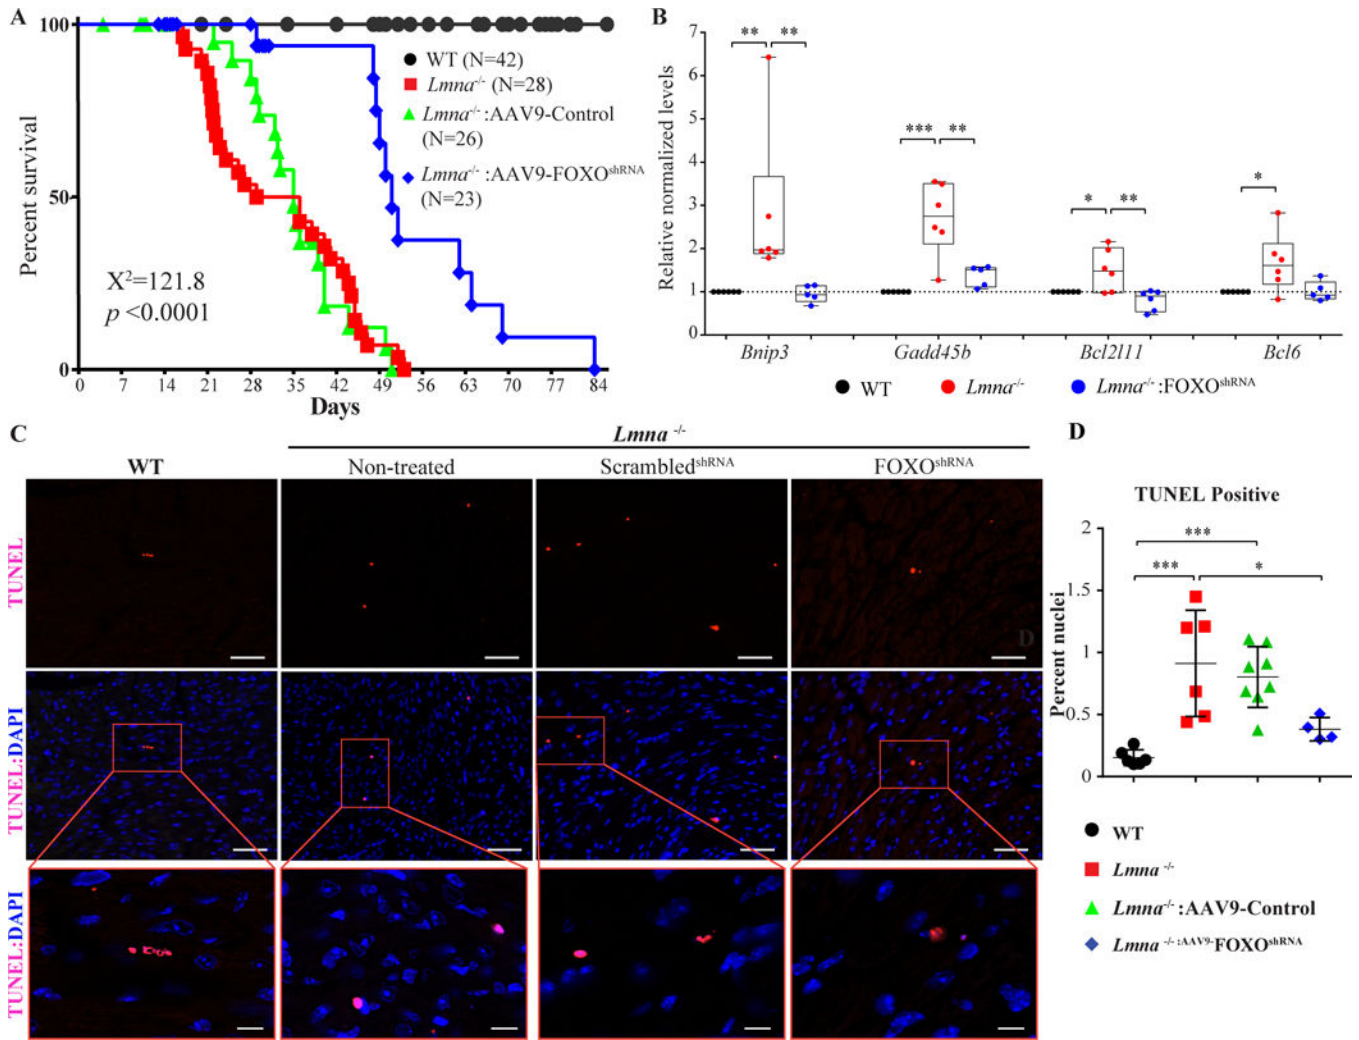 A
100
50
0
Percent survival
X²=121.8
p <0.0001
WT (N=42)
Lmna⁻/⁻ (N=28)
Lmna⁻/⁻:AAV9-Control
(N=26)
Lmna⁻/⁻:AAV9-FOXOshRNA
(N=23)
0 7 14 21 28 35 42 49 56 63 70 77 84
Days
B
Relative normalized levels
7
6
5
4
3
2
1
0
** **
*** **
* **
*
Bnip3 Gadd45b Bcl2l11 Bcl6
WT Lmna⁻/⁻ Lmna⁻/⁻:FOXOshRNA
C
Lmna -/-
WT Non-treated ScrambledshRNA FOXOshRNA
TUNEL
TUNEL:DAPI
TUNEL:DAPI
D
D
TUNEL Positive
Percent nuclei
2
1.5
1
0.5
0
***
*** *
WT
Lmna -/-
Lmna-/-:AAV9-Control
Lmna -/-:AAV9-FOXOshRNA